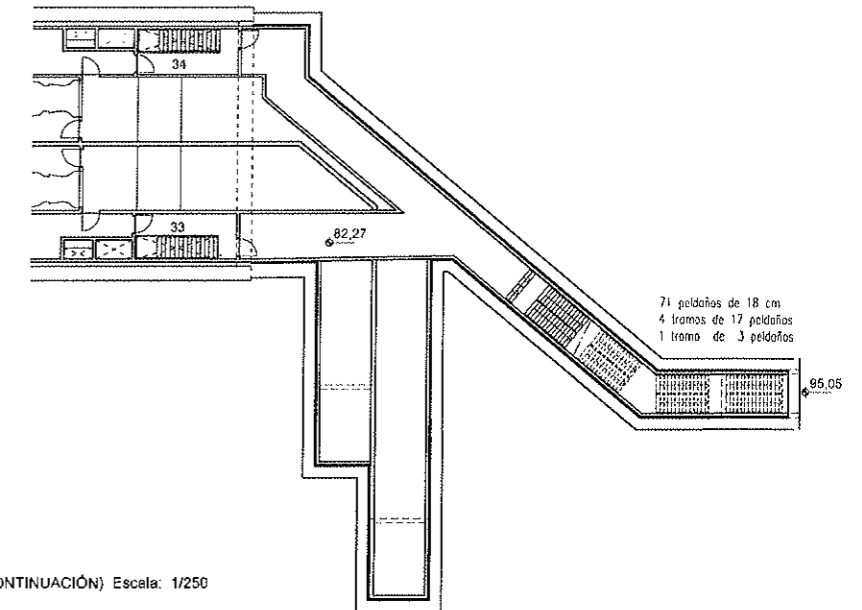 34
33
82,27
71 peldaños de 18 cm
4 tramos de 17 peldaños
1 tramo de 3 peldaños
95,05
ONTINUACIÓN) Escala: 1/250